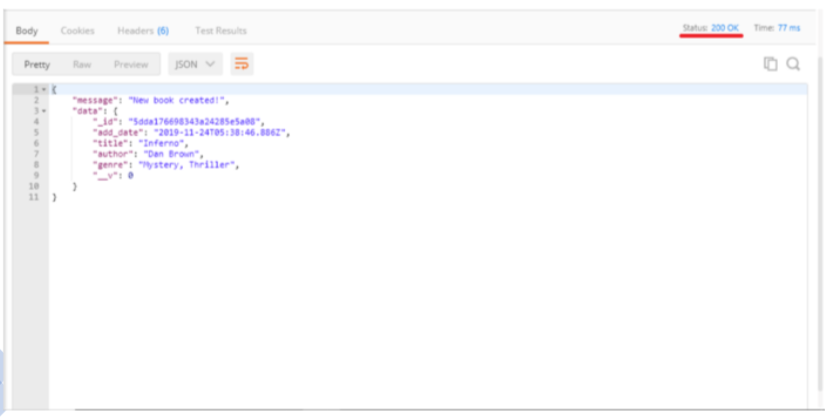 Body Cookies Headers (6) Test Results Status: 200 OK Time: 77 ms
Pretty Raw Preview JSON
1 {
2 "message": "New book created!",
3 "data": {
4 "_id": "5dda176698343a24285e5a08",
5 "add_date": "2019-11-24T05:38:46.886Z",
6 "title": "Inferno",
7 "author": "Dan Brown",
8 "genre": "Mystery, Thriller",
9 "__v": 0
10 }
11 }